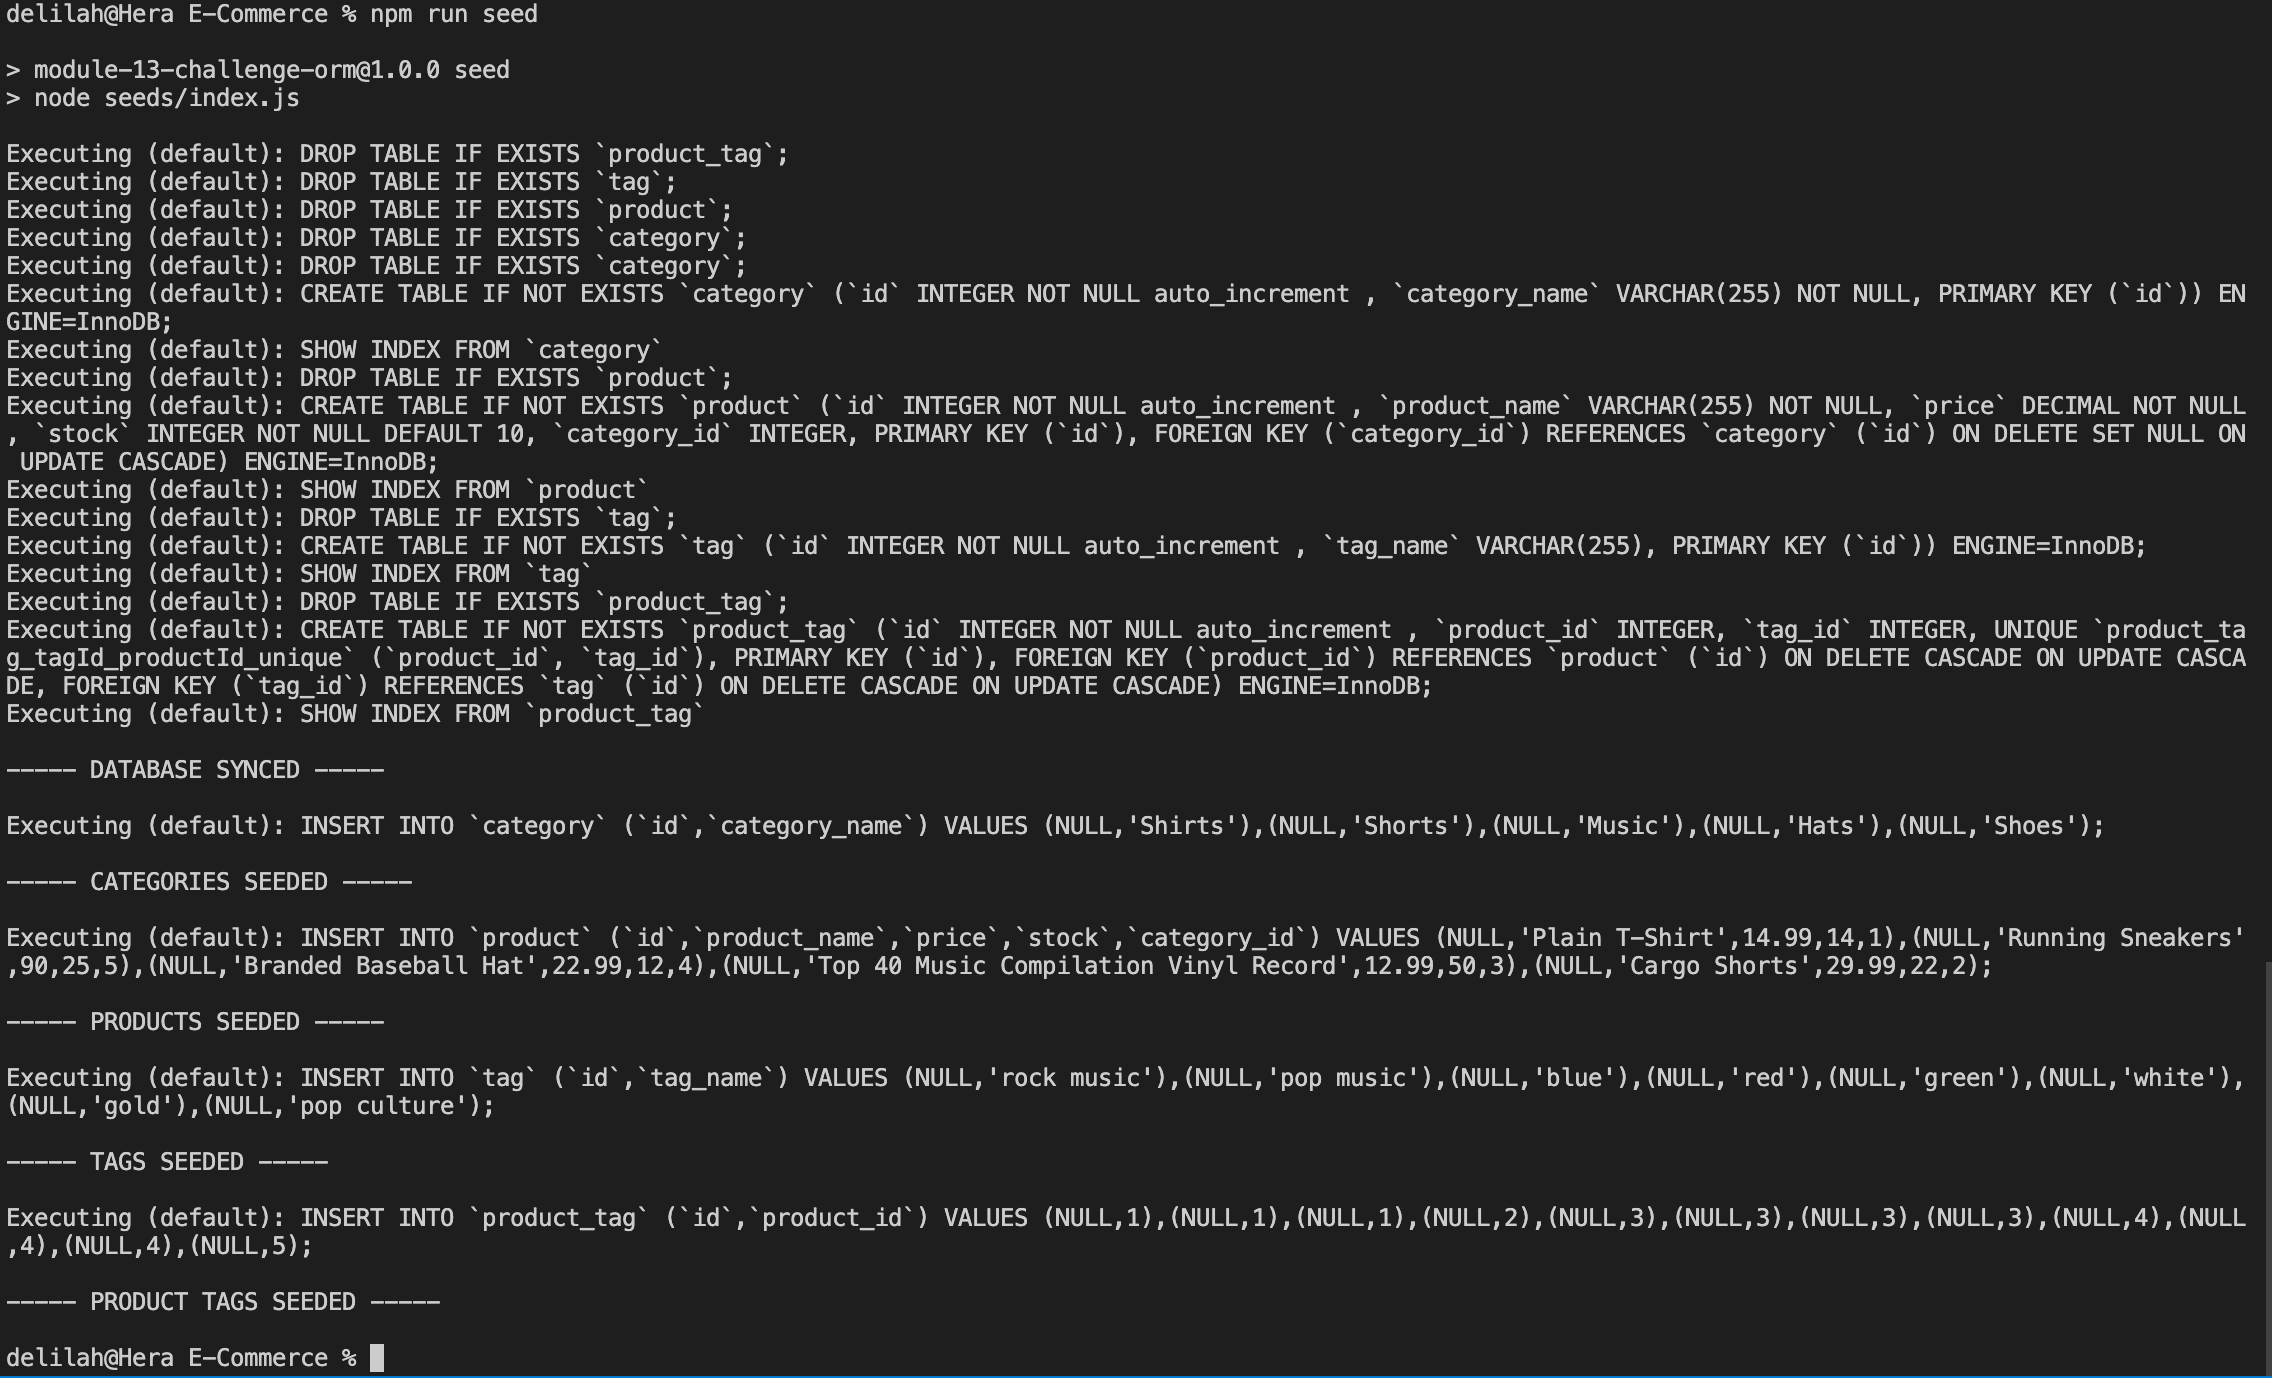 delilah@Hera E-Commerce % npm run seed
> module-13-challenge-orm@1.0.0 seed
> node seeds/index.js
Executing (default): DROP TABLE IF EXISTS `product_tag`;
Executing (default): DROP TABLE IF EXISTS `tag`;
Executing (default): DROP TABLE IF EXISTS `product`;
Executing (default): DROP TABLE IF EXISTS `category`;
Executing (default): DROP TABLE IF EXISTS `category`;
Executing (default): CREATE TABLE IF NOT EXISTS `category` (`id` INTEGER NOT NULL auto_increment , `category_name` VARCHAR(255) NOT NULL, PRIMARY KEY (`id`)) EN
GINE=InnoDB;
Executing (default): SHOW INDEX FROM `category`
Executing (default): DROP TABLE IF EXISTS `product`;
Executing (default): CREATE TABLE IF NOT EXISTS `product` (`id` INTEGER NOT NULL auto_increment , `product_name` VARCHAR(255) NOT NULL, `price` DECIMAL NOT NULL
, `stock` INTEGER NOT NULL DEFAULT 10, `category_id` INTEGER, PRIMARY KEY (`id`), FOREIGN KEY (`category_id`) REFERENCES `category` (`id`) ON DELETE SET NULL ON
 UPDATE CASCADE) ENGINE=InnoDB;
Executing (default): SHOW INDEX FROM `product`
Executing (default): DROP TABLE IF EXISTS `tag`;
Executing (default): CREATE TABLE IF NOT EXISTS `tag` (`id` INTEGER NOT NULL auto_increment , `tag_name` VARCHAR(255), PRIMARY KEY (`id`)) ENGINE=InnoDB;
Executing (default): SHOW INDEX FROM `tag`
Executing (default): DROP TABLE IF EXISTS `product_tag`;
Executing (default): CREATE TABLE IF NOT EXISTS `product_tag` (`id` INTEGER NOT NULL auto_increment , `product_id` INTEGER, `tag_id` INTEGER, UNIQUE `product_ta
g_tagId_productId_unique` (`product_id`, `tag_id`), PRIMARY KEY (`id`), FOREIGN KEY (`product_id`) REFERENCES `product` (`id`) ON DELETE CASCADE ON UPDATE CASCA
DE, FOREIGN KEY (`tag_id`) REFERENCES `tag` (`id`) ON DELETE CASCADE ON UPDATE CASCADE) ENGINE=InnoDB;
Executing (default): SHOW INDEX FROM `product_tag`
----- DATABASE SYNCED -----
Executing (default): INSERT INTO `category` (`id`,`category_name`) VALUES (NULL,'Shirts'),(NULL,'Shorts'),(NULL,'Music'),(NULL,'Hats'),(NULL,'Shoes');
----- CATEGORIES SEEDED -----
Executing (default): INSERT INTO `product` (`id`,`product_name`,`price`,`stock`,`category_id`) VALUES (NULL,'Plain T-Shirt',14.99,14,1),(NULL,'Running Sneakers'
,90,25,5),(NULL,'Branded Baseball Hat',22.99,12,4),(NULL,'Top 40 Music Compilation Vinyl Record',12.99,50,3),(NULL,'Cargo Shorts',29.99,22,2);
----- PRODUCTS SEEDED -----
Executing (default): INSERT INTO `tag` (`id`,`tag_name`) VALUES (NULL,'rock music'),(NULL,'pop music'),(NULL,'blue'),(NULL,'red'),(NULL,'green'),(NULL,'white'),
(NULL,'gold'),(NULL,'pop culture');
----- TAGS SEEDED -----
Executing (default): INSERT INTO `product_tag` (`id`,`product_id`) VALUES (NULL,1),(NULL,1),(NULL,1),(NULL,2),(NULL,3),(NULL,3),(NULL,3),(NULL,3),(NULL,4),(NULL
,4),(NULL,4),(NULL,5);
----- PRODUCT TAGS SEEDED -----
delilah@Hera E-Commerce %